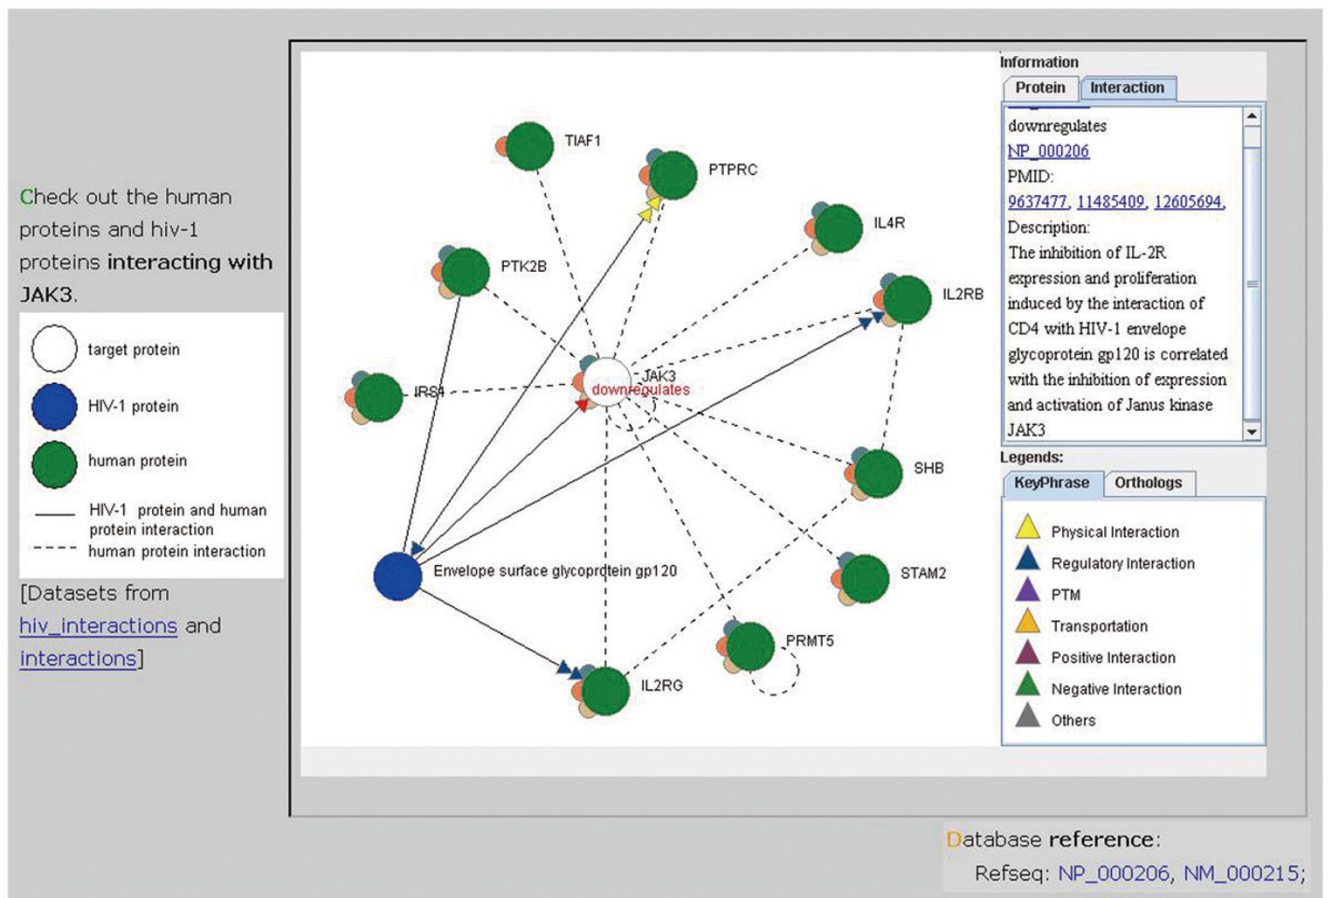 Check out the human
proteins and hiv-1
proteins interacting with
JAK3.
target protein
HIV-1 protein
human protein
HIV-1 protein and human
protein interaction
human protein interaction
[Datasets from
hiv_interactions and
interactions]
TIAF1
PTPRC
IL4R
PTK2B
IL2RB
JAK3
downregulates
IRS4
SHB
Envelope surface glycoprotein gp120
STAM2
PRMT5
IL2RG
Information
Protein
Interaction
downregulates
NP_000206
PMID:
9637477, 11485409, 12605694,
Description:
The inhibition of IL-2R
expression and proliferation
induced by the interaction of
CD4 with HIV-1 envelope
glycoprotein gp120 is correlated
with the inhibition of expression
and activation of Janus kinase
JAK3
Legends:
KeyPhrase
Orthologs
Physical Interaction
Regulatory Interaction
PTM
Transportation
Positive Interaction
Negative Interaction
Others
Database reference:
Refseq: NP_000206, NM_000215;